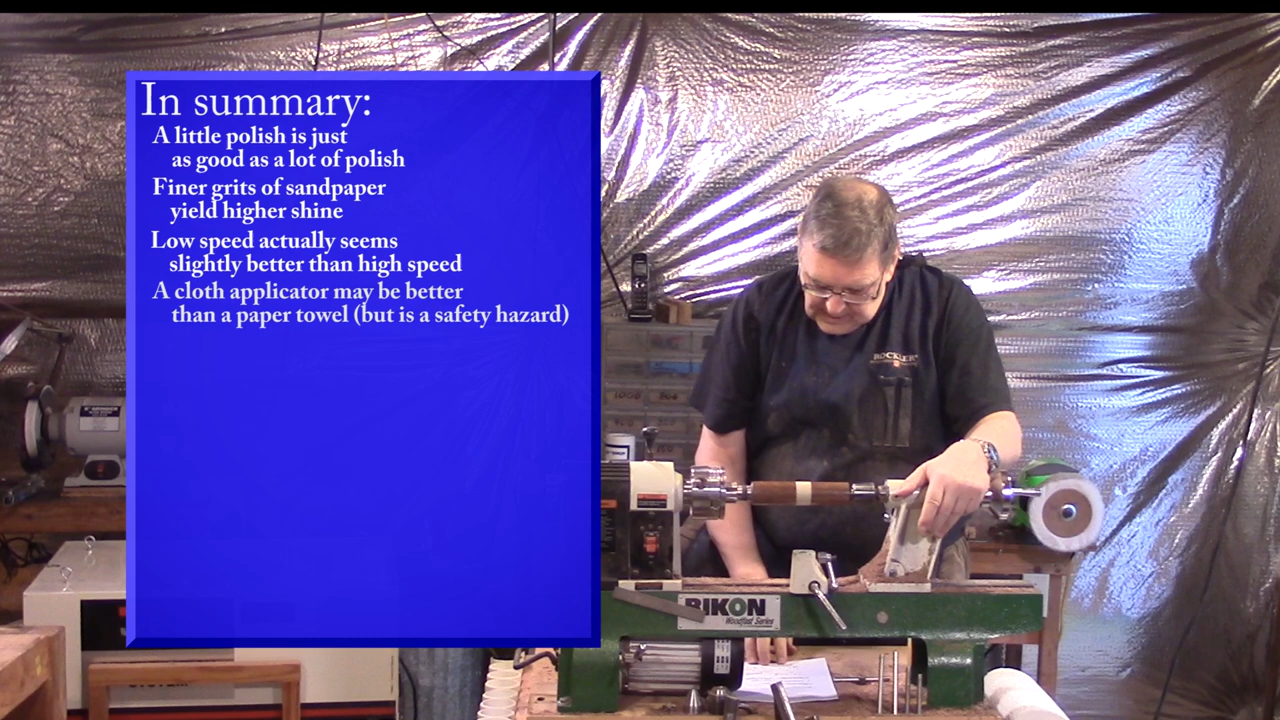 In summary:
A little polish is just
as good as a lot of polish
Finer grits of sandpaper
yield higher shine
Low speed actually seems
slightly better than high speed
A cloth applicator may be better
than a paper towel (but is a safety hazard)
ROCKLER
RIKON
Woodfast Series